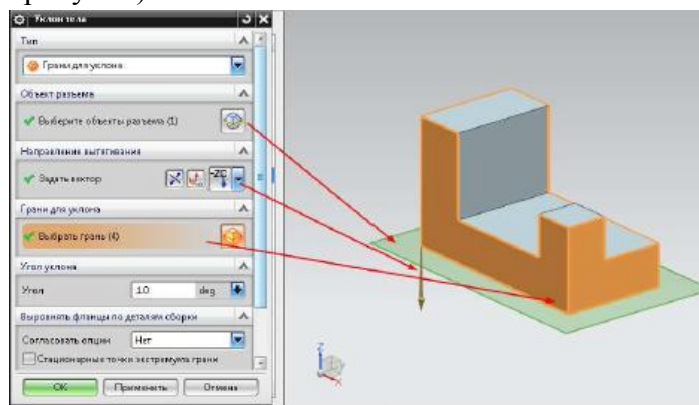 Уклон тела
Тип
Грани для уклона
Объект разъема
Выберите объекты разъема (1)
Направление вытягивания
Задать вектор
-ZC
Грани для уклона
Выбрать грань (4)
Угол уклона
Угол 10 deg
Выровнять фланцы по деталям сборки
Согласовать опции Нет
Стационарные точки экстремума грани
OK Применить Отмена
Z
X